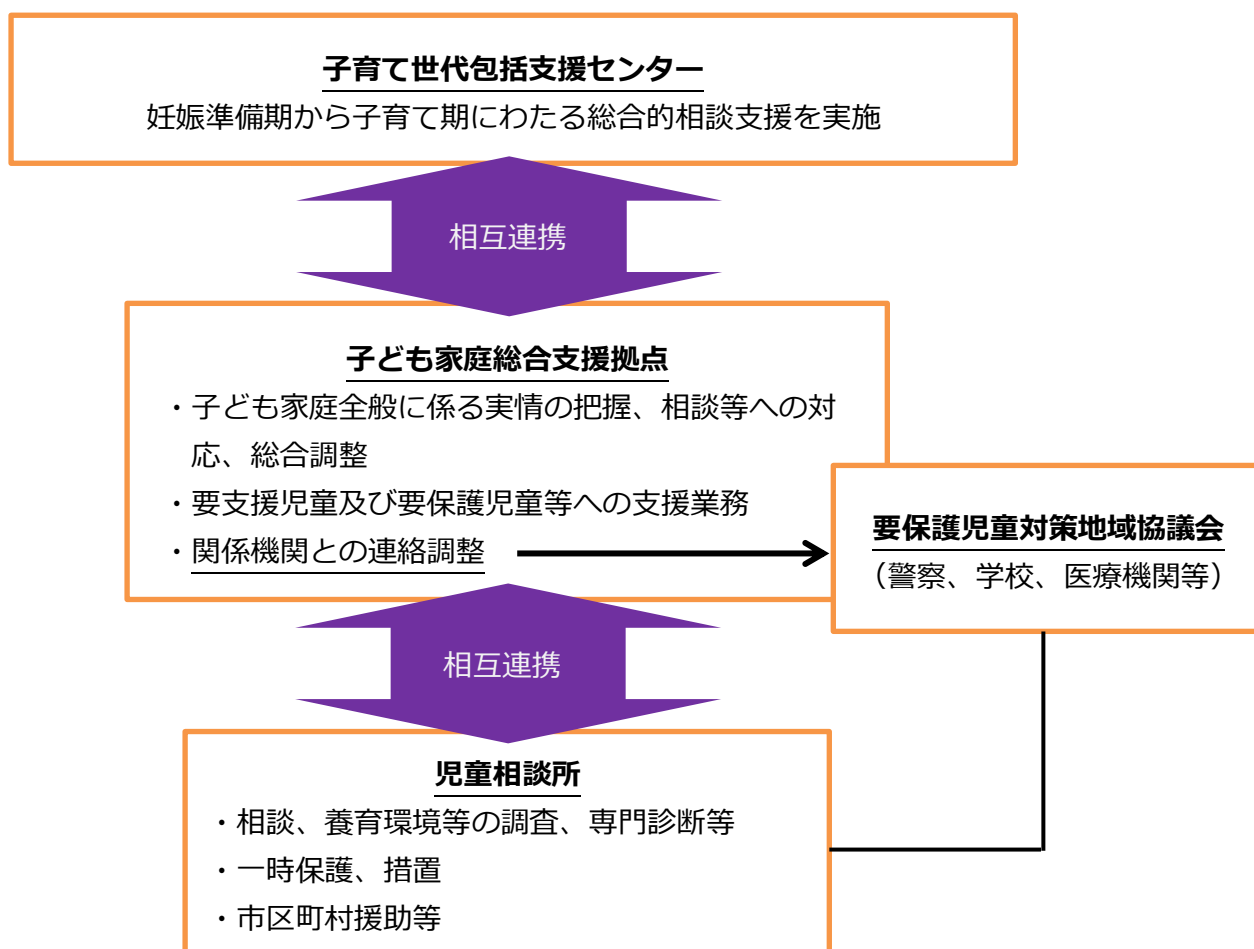 子育て世代包括支援センター
妊娠準備期から子育て期にわたる総合的相談支援を実施
相互連携
子ども家庭総合支援拠点
・子ども家庭全般に係る実情の把握、相談等への対
応、総合調整
・要支援児童及び要保護児童等への支援業務
・関係機関との連絡調整
要保護児童対策地域協議会
（警察、学校、医療機関等）
相互連携
児童相談所
・相談、養育環境等の調査、専門診断等
・一時保護、措置
・市区町村援助等